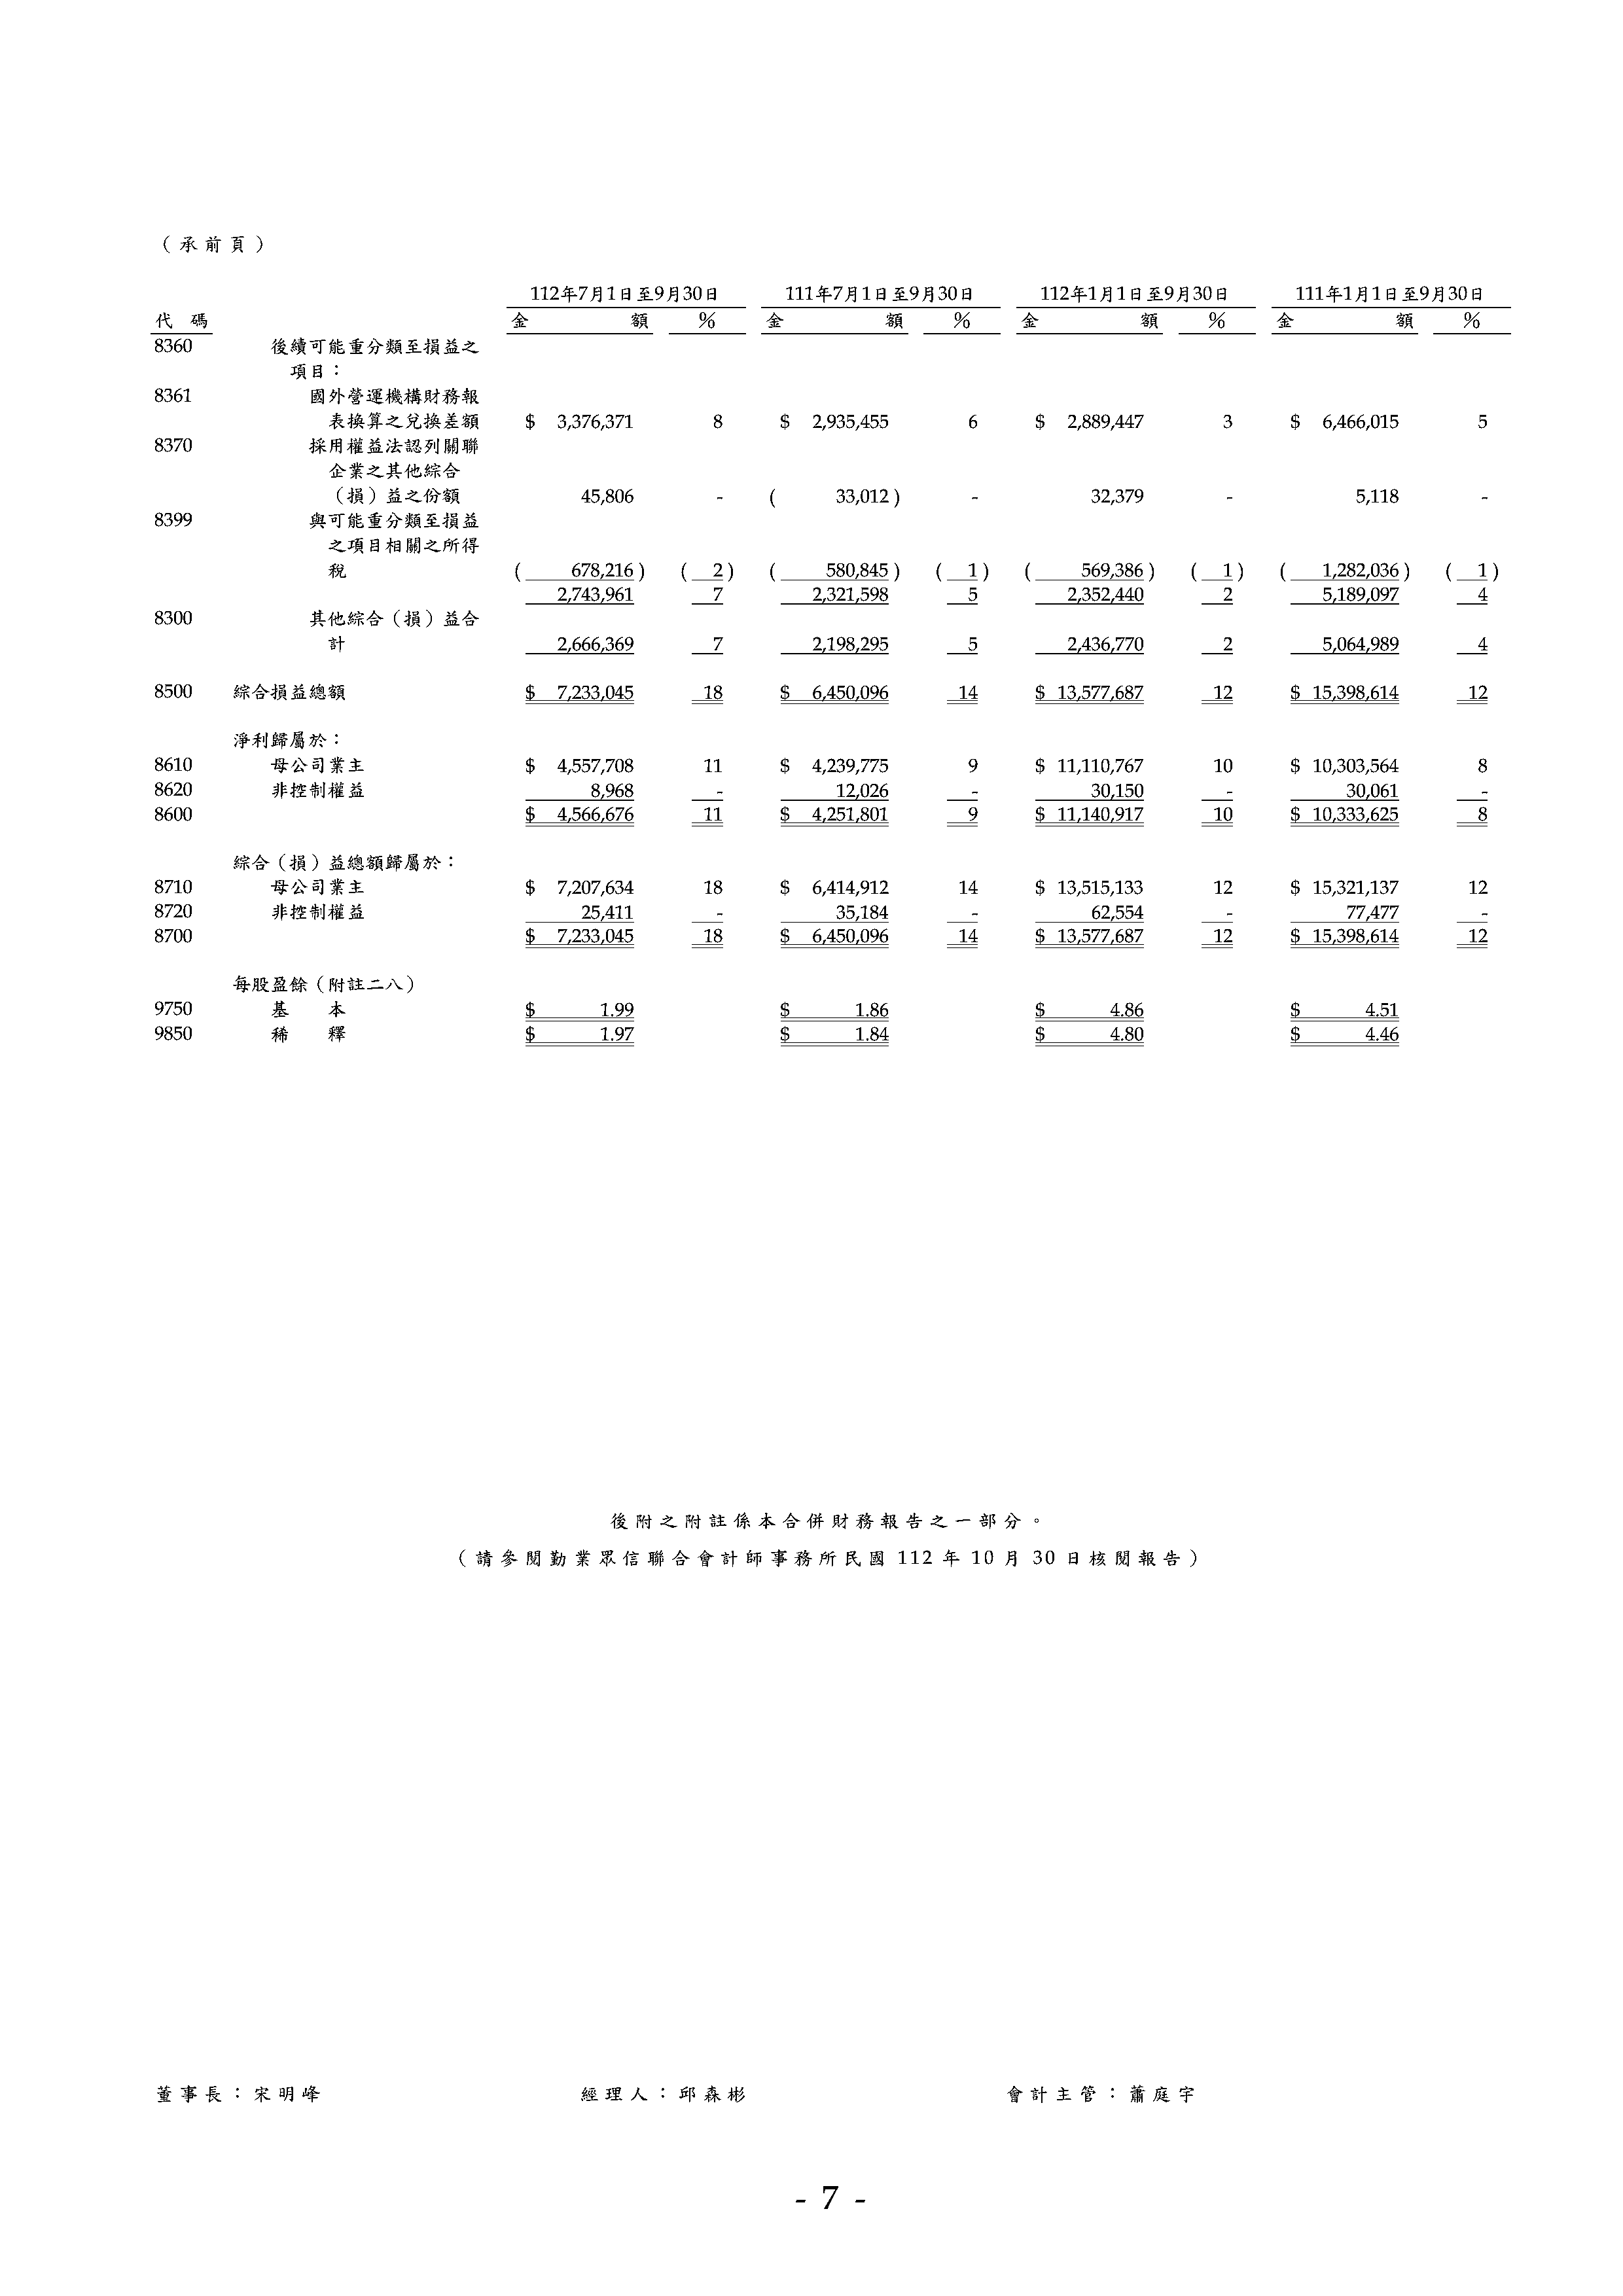 （承前頁）
112年7月1日至9月30日 111年7月1日至9月30日 112年1月1日至9月30日 111年1月1日至9月30日
代 碼 金 額 % 金 額 % 金 額 % 金 額 %
8360 後續可能重分類至損益之
項目：
8361 國外營運機構財務報
表換算之兌換差額 $ 3,376,371 8 $ 2,935,455 6 $ 2,889,447 3 $ 6,466,015 5
8370 採用權益法認列關聯
企業之其他綜合
（損）益之份額 45,806 - ( 33,012 ) - 32,379 - 5,118 -
8399 與可能重分類至損益
之項目相關之所得
稅 ( 678,216 ) ( 2 ) ( 580,845 ) ( 1 ) ( 569,386 ) ( 1 ) ( 1,282,036 ) ( 1 )
2,743,961 7 2,321,598 5 2,352,440 2 5,189,097 4
8300 其他綜合（損）益合
計 2,666,369 7 2,198,295 5 2,436,770 2 5,064,989 4
8500 綜合損益總額 $ 7,233,045 18 $ 6,450,096 14 $ 13,577,687 12 $ 15,398,614 12
淨利歸屬於：
8610 母公司業主 $ 4,557,708 11 $ 4,239,775 9 $ 11,110,767 10 $ 10,303,564 8
8620 非控制權益 8,968 - 12,026 - 30,150 - 30,061 -
8600 $ 4,566,676 11 $ 4,251,801 9 $ 11,140,917 10 $ 10,333,625 8
綜合（損）益總額歸屬於：
8710 母公司業主 $ 7,207,634 18 $ 6,414,912 14 $ 13,515,133 12 $ 15,321,137 12
8720 非控制權益 25,411 - 35,184 - 62,554 - 77,477 -
8700 $ 7,233,045 18 $ 6,450,096 14 $ 13,577,687 12 $ 15,398,614 12
每股盈餘（附註二八）
9750 基 本 $ 1.99 $ 1.86 $ 4.86 $ 4.51
9850 稀 釋 $ 1.97 $ 1.84 $ 4.80 $ 4.46
後附之附註係本合併財務報告之一部分。
（請參閱勤業眾信聯合會計師事務所民國 112 年 10 月 30 日核閱報告）
董事長：宋明峰 經理人：邱森彬 會計主管：蕭庭宇
- 7 -